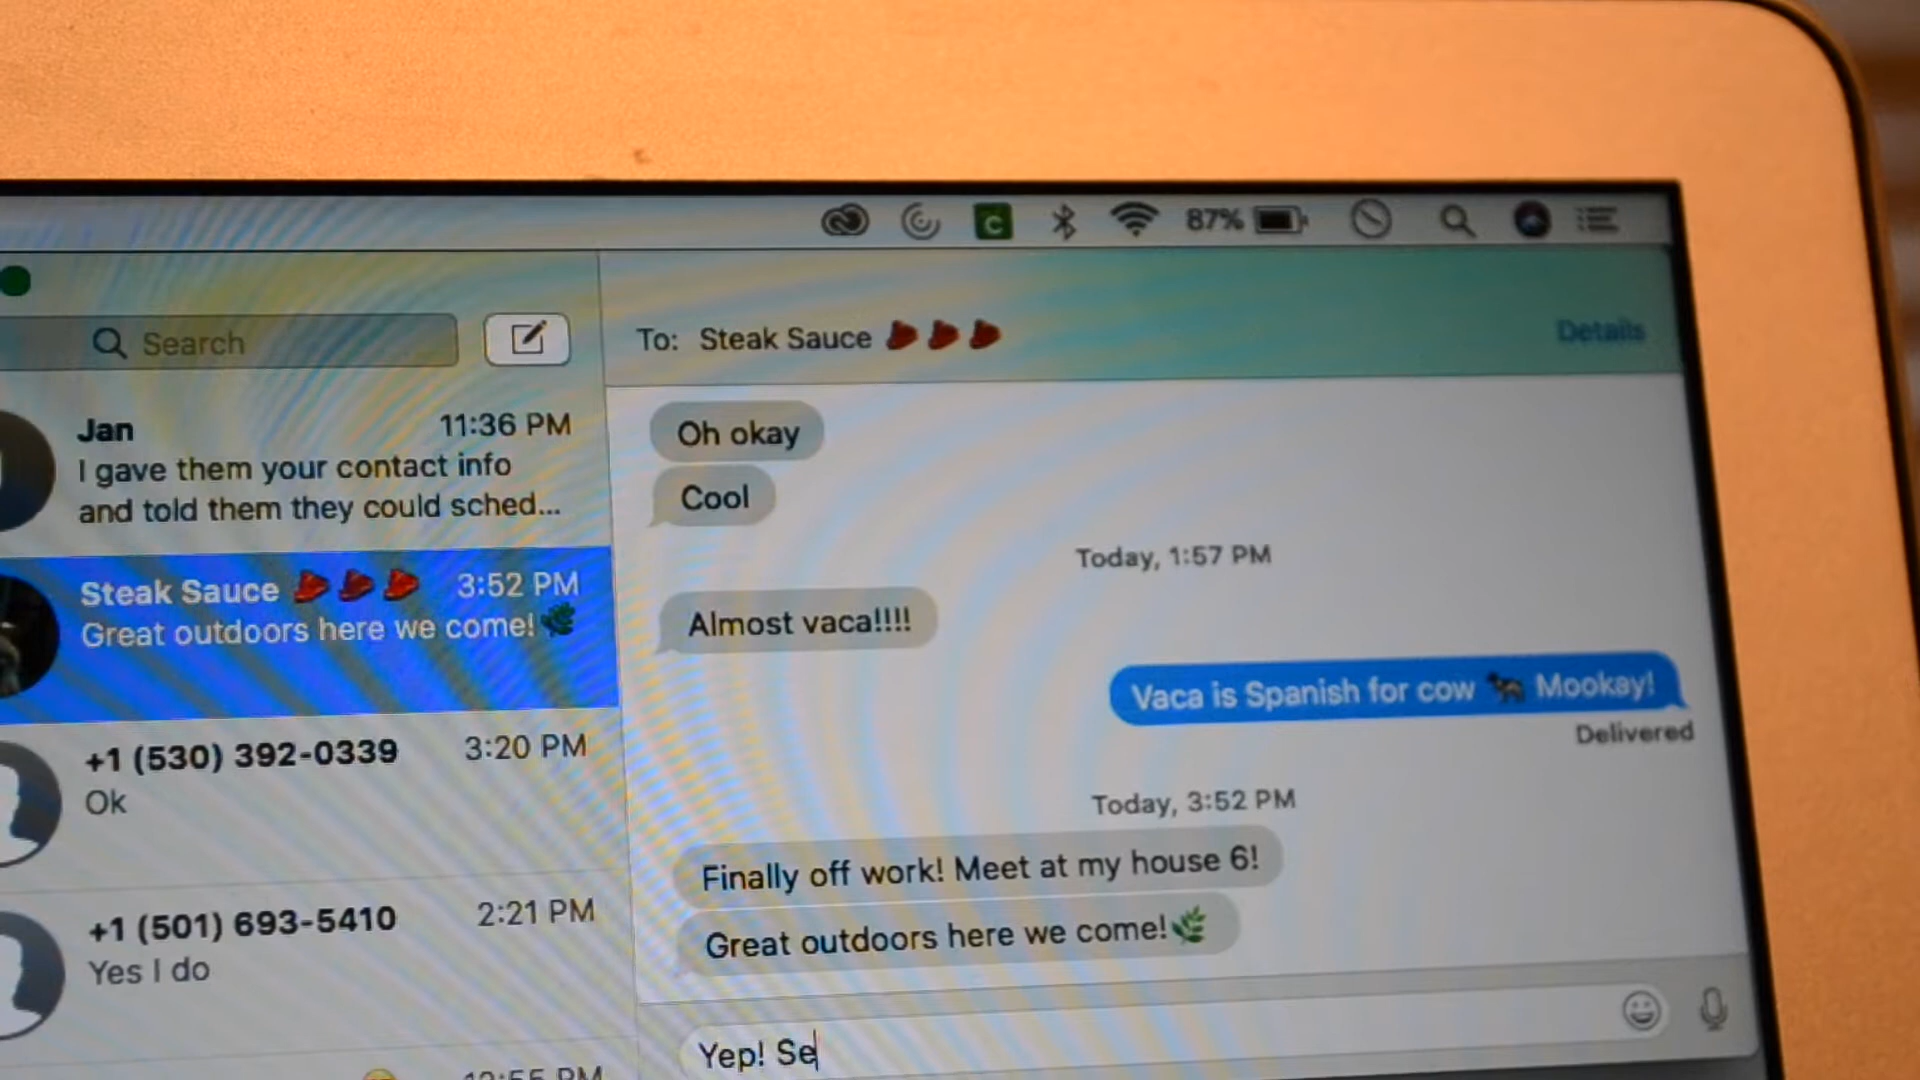 87%
Search
To: Steak Sauce
Details
Jan 11:36 PM
I gave them your contact info
and told them they could sched...
Steak Sauce 3:52 PM
Great outdoors here we come!🌿
+1 (530) 392-0339 3:20 PM
Ok
+1 (501) 693-5410 2:21 PM
Yes I do
Oh okay
Cool
Today, 1:57 PM
Almost vaca!!!!
Vaca is Spanish for cow 🐄 Mookay!
Delivered
Today, 3:52 PM
Finally off work! Meet at my house 6!
Great outdoors here we come!🌿
Yep! Se